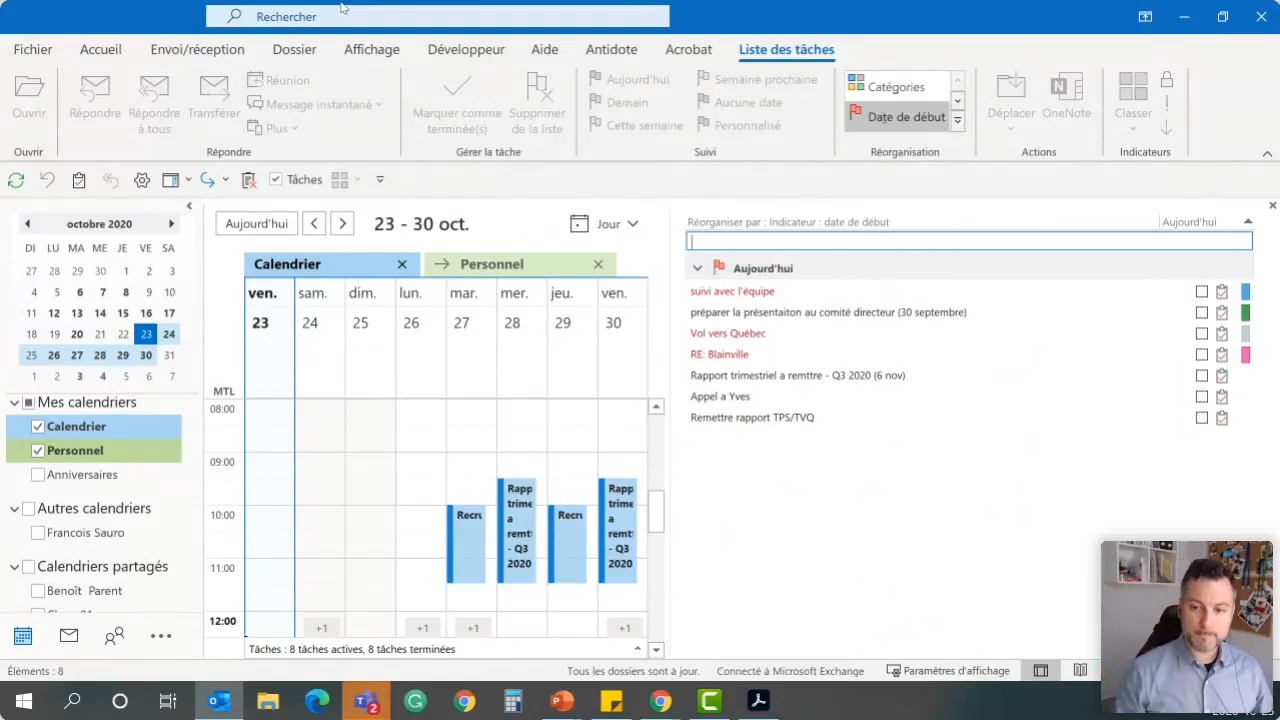 Rechercher
Fichier Accueil Envoi/réception Dossier Affichage Développeur Aide Antidote Acrobat Liste des tâches
Ouvrir
Répondre
Répondre à tous
Transférer
Réunion
Message instantané
Plus
Marquer comme terminée(s)
Supprimer de la liste
Aujourd'hui
Demain
Cette semaine
Semaine prochaine
Aucune date
Personnalisé
Catégories
Date de début
Déplacer
OneNote
Classer
Ouvrir Répondre Gérer la tâche Suivi Réorganisation Actions Indicateurs
Tâches
octobre 2020
DI LU MA ME JE VE SA
27 28 29 30 1 2 3
4 5 6 7 8 9 10
11 12 13 14 15 16 17
18 19 20 21 22 23 24
25 26 27 28 29 30 31
1 2 3 4 5 6 7
Mes calendriers
Calendrier
Personnel
Anniversaires
Autres calendriers
Francois Sauro
Calendriers partagés
Benoît Parent
Aujourd'hui
23 - 30 oct.
Jour
Calendrier
Personnel
ven. sam. dim. lun. mar. mer. jeu. ven.
23 24 25 26 27 28 29 30
MTL
08:00
09:00
10:00
11:00
12:00
Recru
Rapp
trime
a
remtt
- Q3
2020
Recru
Rapp
trime
a
remtt
- Q3
2020
+1 +1 +1 +1
Tâches : 8 tâches actives, 8 tâches terminées
Réorganiser par : Indicateur : date de début Aujourd'hui
Aujourd'hui
suivi avec l'équipe
préparer la présentaiton au comité directeur (30 septembre)
Vol vers Québec
RE: Blainville
Rapport trimestriel a remttre - Q3 2020 (6 nov)
Appel a Yves
Remettre rapport TPS/TVQ
Éléments : 8
Tous les dossiers sont à jour. Connecté à Microsoft Exchange Paramètres d'affichage
2